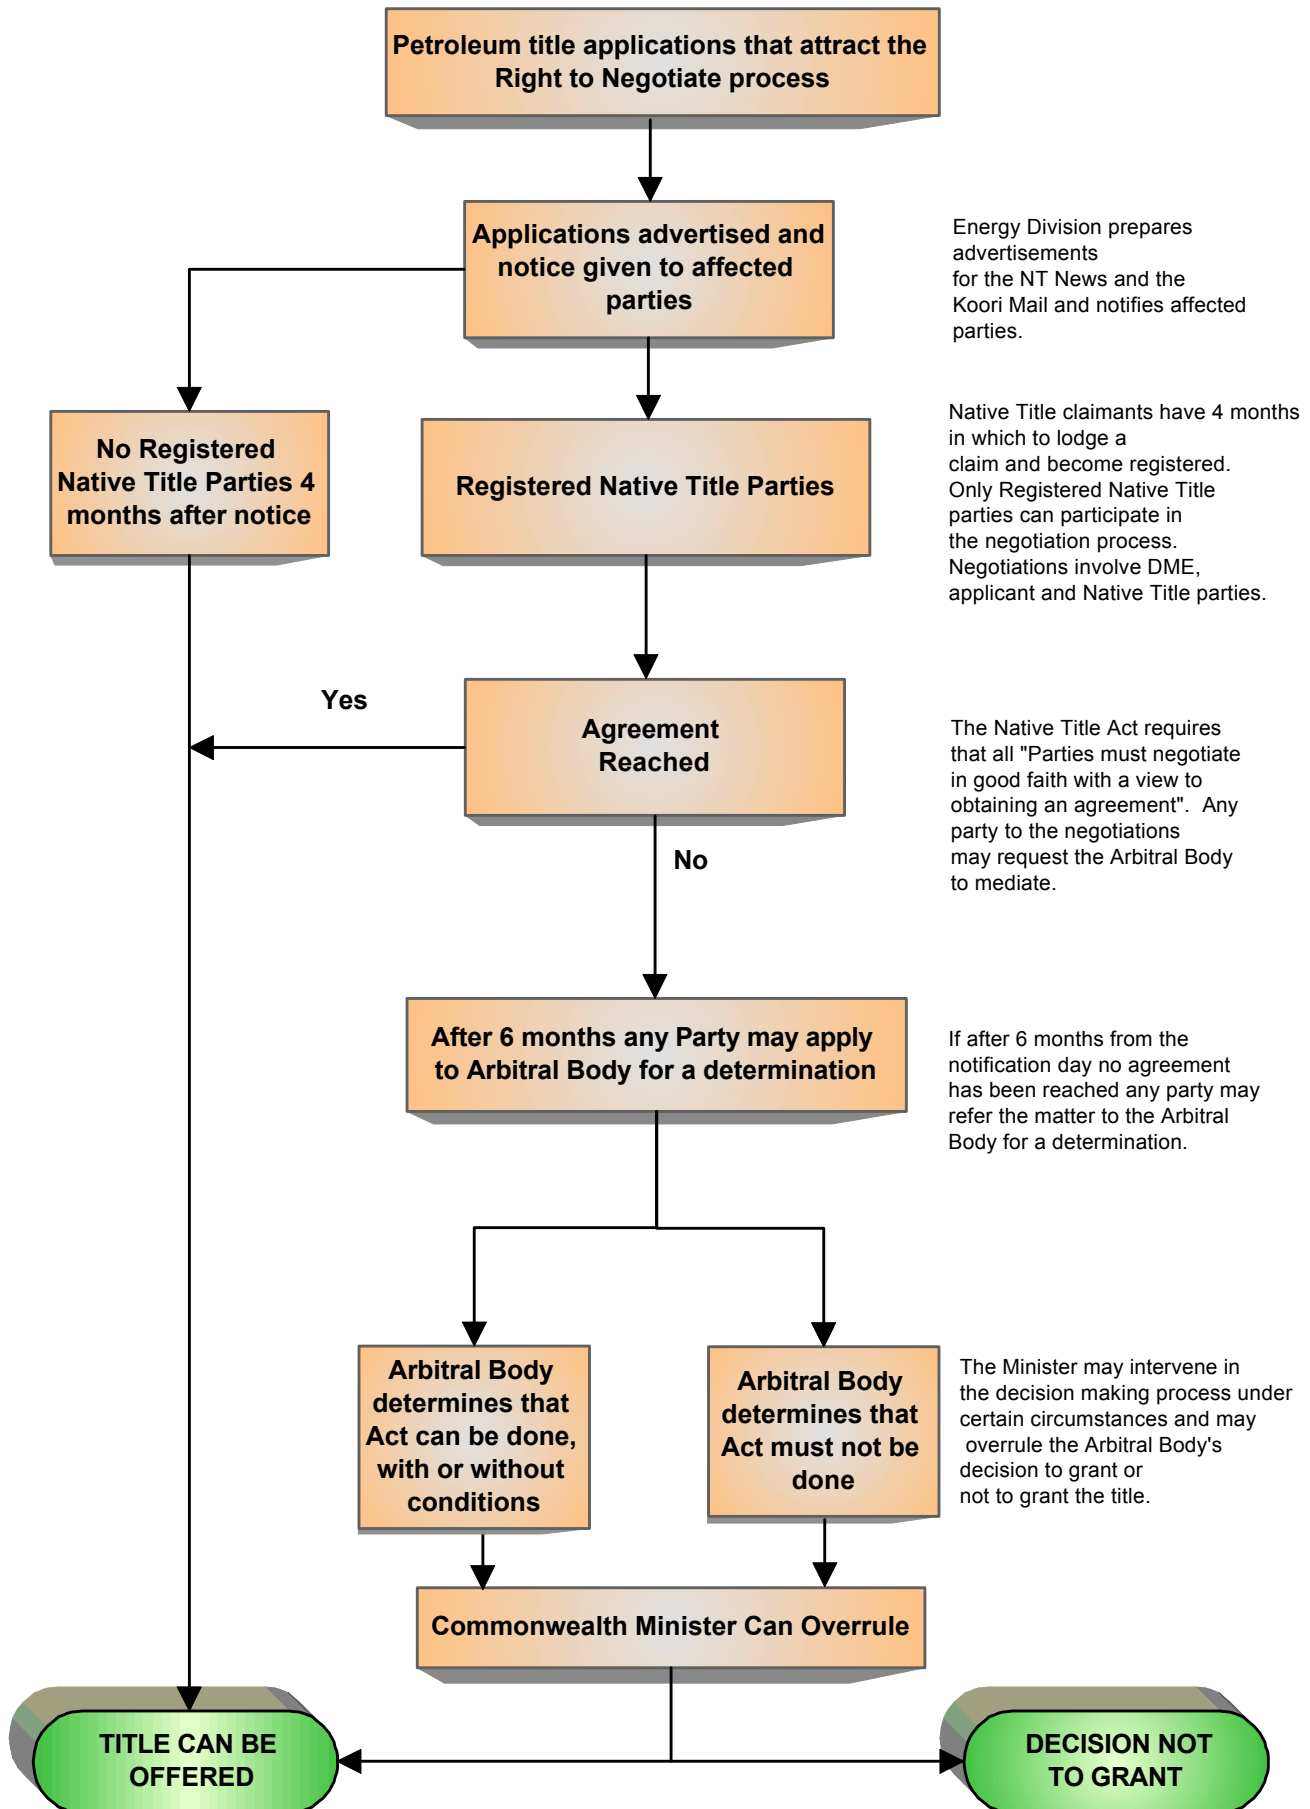 Petroleum title applications that attract the
Right to Negotiate process
Applications advertised and
notice given to affected
parties
Energy Division prepares
advertisements
for the NT News and the
Koori Mail and notifies affected
parties.
No Registered
Native Title Parties 4
months after notice
Registered Native Title Parties
Native Title claimants have 4 months
in which to lodge a
claim and become registered.
Only Registered Native Title
parties can participate in
the negotiation process.
Negotiations involve DME,
applicant and Native Title parties.
Yes
Agreement
Reached
The Native Title Act requires
that all "Parties must negotiate
in good faith with a view to
obtaining an agreement".  Any
party to the negotiations
may request the Arbitral Body
to mediate.
No
After 6 months any Party may apply
to Arbitral Body for a determination
If after 6 months from the
notification day no agreement
has been reached any party may
refer the matter to the Arbitral
Body for a determination.
Arbitral Body
determines that
Act can be done,
with or without
conditions
Arbitral Body
determines that
Act must not be
done
The Minister may intervene in
the decision making process under
certain circumstances and may
overrule the Arbitral Body's
decision to grant or
not to grant the title.
Commonwealth Minister Can Overrule
TITLE CAN BE
OFFERED
DECISION NOT
TO GRANT